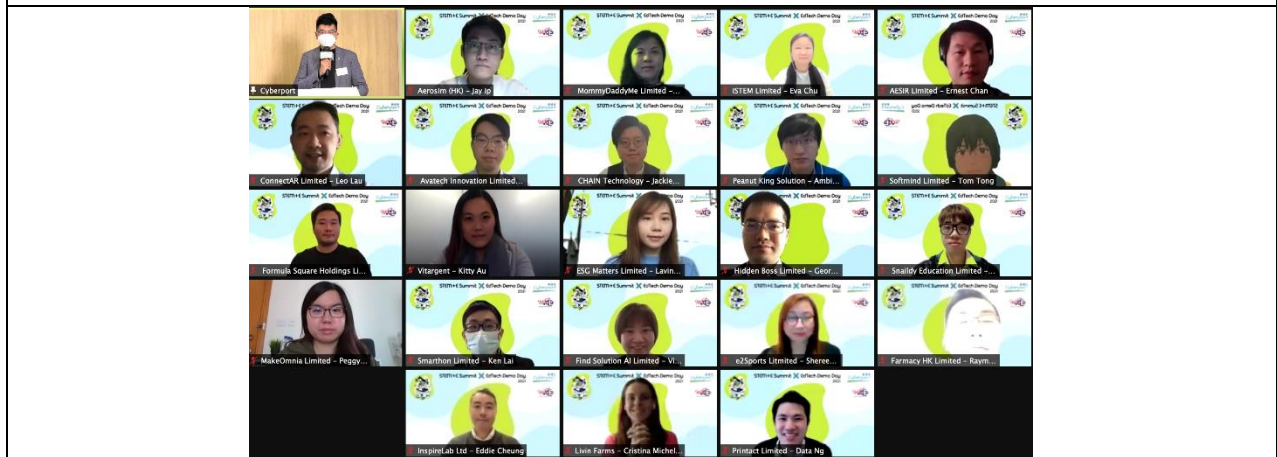 STEM+E Summit X EdTech Demo Day
2021
Cyberport
Aerosim (HK) - Jay Ip
MommyDaddyMe Limited - ...
iSTEM Limited - Eva Chu
AESIR Limited - Ernest Chan
ConnectAR Limited - Leo Lau
Avatech Innovation Limited...
CHAIN Technology - Jackie...
Peanut King Solution - Ambi...
Softmind Limited - Tom Tong
Formula Square Holdings Li...
Vitargent - Kitty Au
ESG Matters Limited - Lavin...
Hidden Boss Limited - Geor...
Snaildy Education Limited - ...
MakeOmnia Limited - Peggy...
Smarthon Limited - Ken Lai
Find Solution AI Limited - Vi...
e2Sports Litmited - Sheree...
Farmacy HK Limited - Raym...
InspireLab Ltd - Eddie Cheung
Livin Farms - Cristina Michel...
Printact Limited - Data Ng